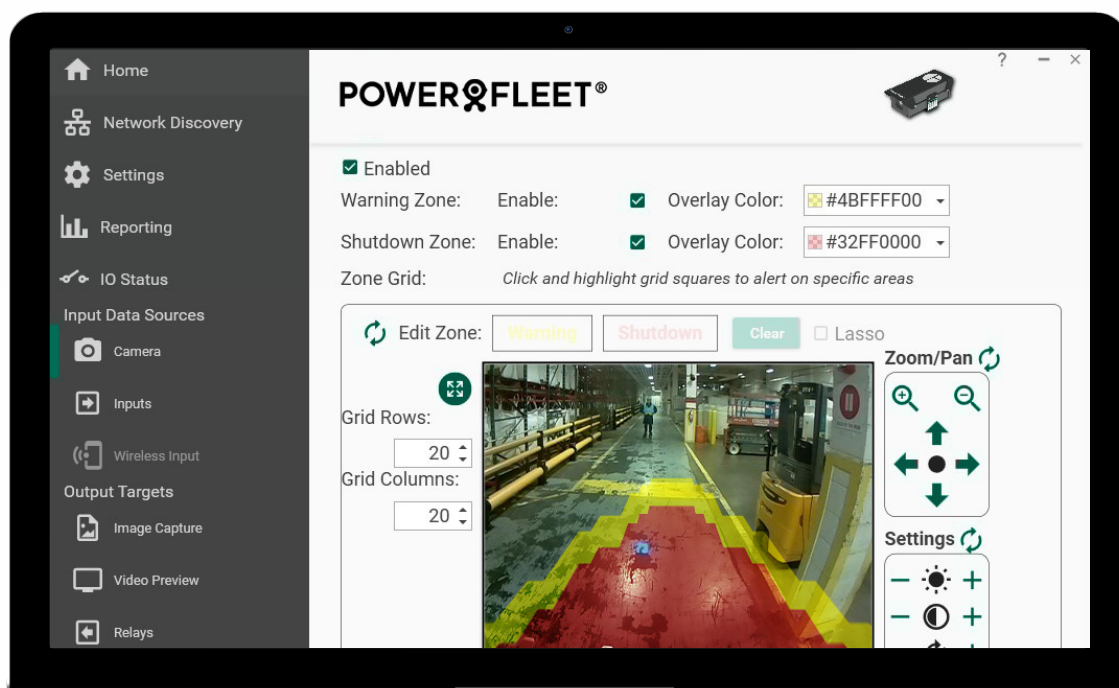 Home
Network Discovery
Settings
Reporting
IO Status
Input Data Sources
Camera
Inputs
Wireless Input
Output Targets
Image Capture
Video Preview
Relays
? 
POWERFLEET®
Enabled
Warning Zone: Enable: Overlay Color: #4BFFFF00
Shutdown Zone: Enable: Overlay Color: #32FF0000
Zone Grid: Click and highlight grid squares to alert on specific areas
Edit Zone: Warning Shutdown Clear Lasso
Zoom/Pan
Grid Rows:
20
Grid Columns:
20
Settings